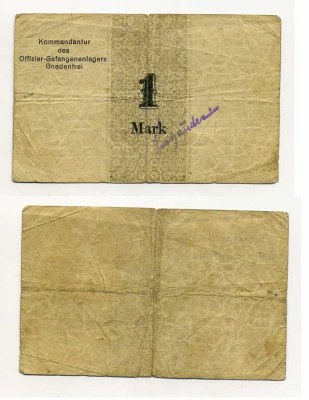 Kommandantur
des
Offizier-Gefangenenlagers
Gnadenfrei
1
Mark